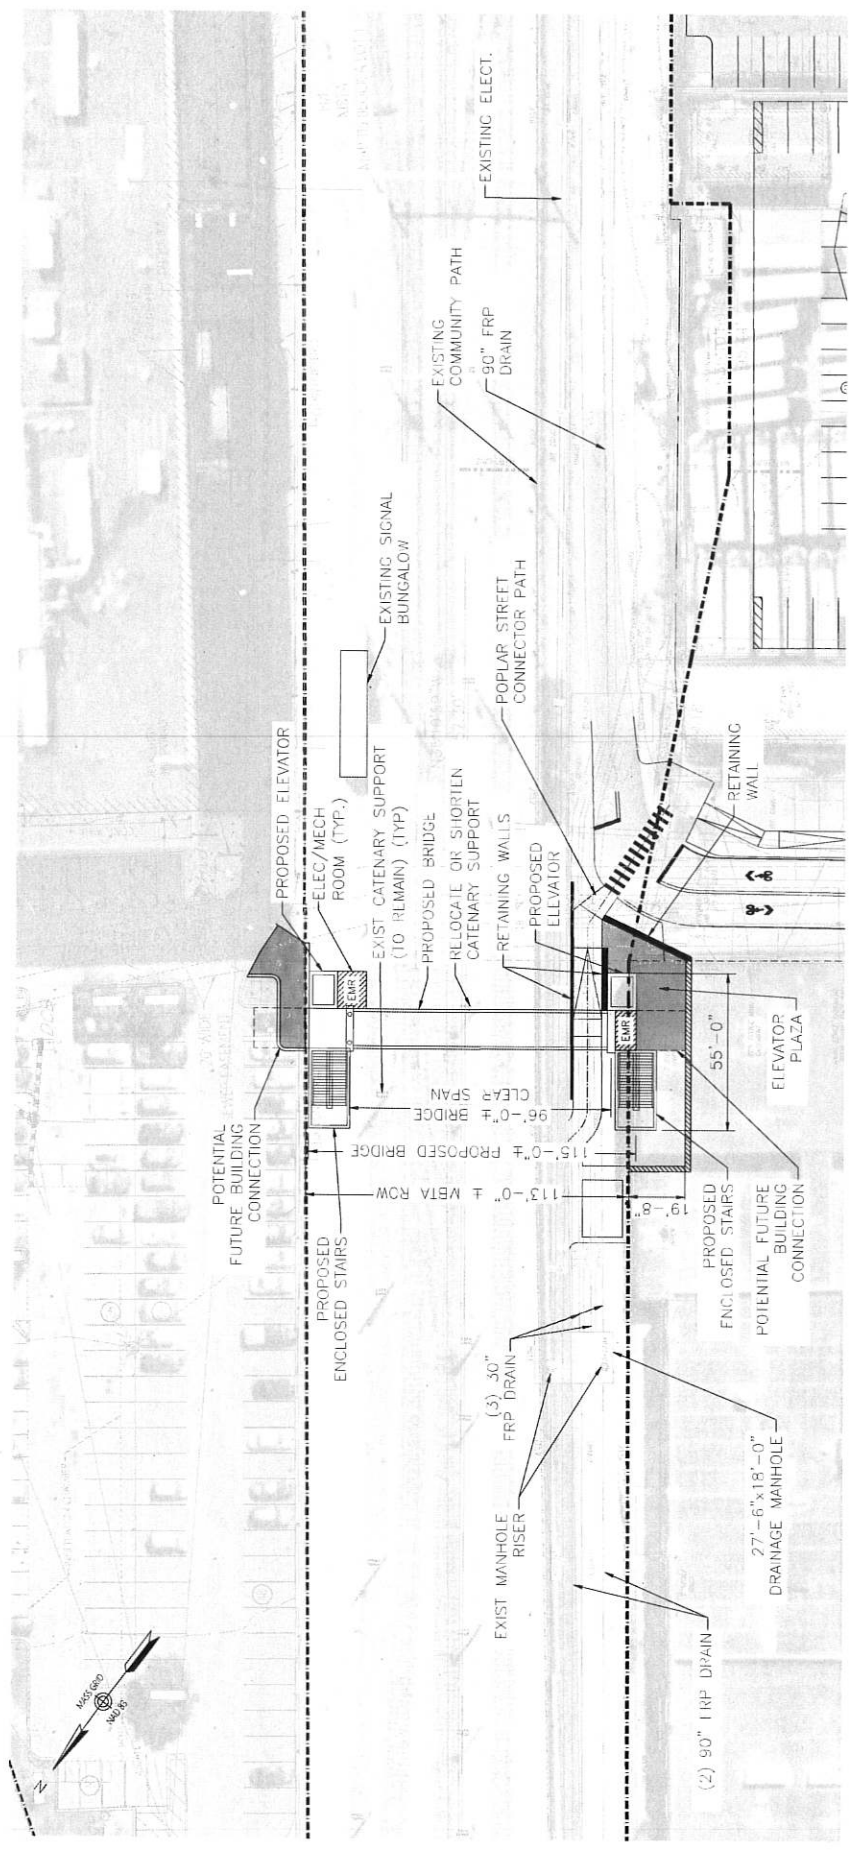 EXISTING ELECT.
EXISTING
COMMUNITY PATH
90" FRP
DRAIN
EXISTING SIGNAL
BUNGALOW
POPLAR STREET
CONNECTOR PATH
PROPOSED ELEVATOR
ELEC/MECH
ROOM (TYP.)
EXIST CATENARY SUPPORT
(TO REMAIN) (TYP)
PROPOSED BRIDGE
RELOCATE OR SHORTEN
CATENARY SUPPORT
RETAINING WALLS
PROPOSED
ELEVATOR
RETAINING
WALL
EMR
EMR
ELEVATOR
PLAZA
55'-0"
96'-0"± BRIDGE
CLEAR SPAN
115'-0"± PROPOSED BRIDGE
113'-0" ± MBTA ROW
19'-8"
POTENTIAL
FUTURE BUILDING
CONNECTION
PROPOSED
ENCLOSED STAIRS
PROPOSED
ENCLOSED STAIRS
POTENTIAL FUTURE
BUILDING
CONNECTION
(3) 30"
FRP DRAIN
EXIST MANHOLE
RISER
27'-6"x18'-0"
DRAINAGE MANHOLE
(2) 90" FRP DRAIN
MASS GRID
NAD 83
N